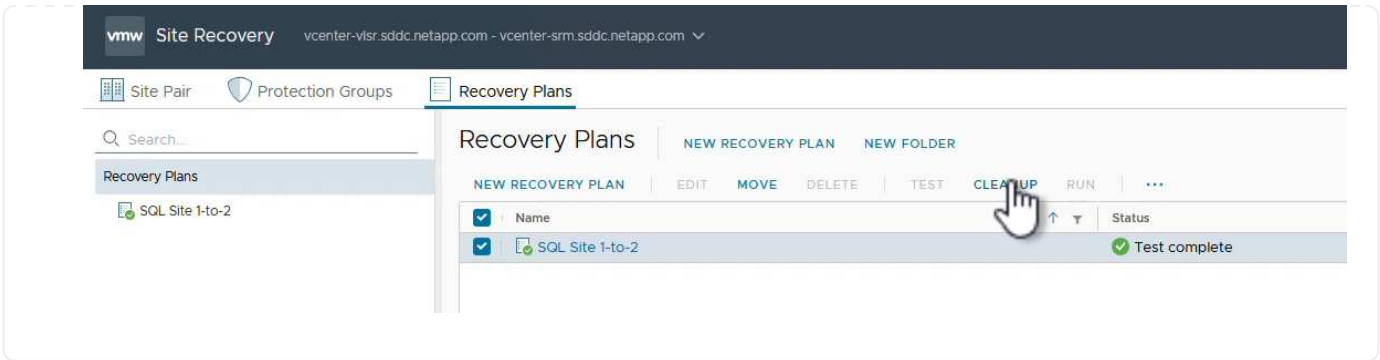 vmw Site Recovery vcenter-vlsr.sddc.netapp.com - vcenter-srm.sddc.netapp.com
Site Pair Protection Groups Recovery Plans
Search...
Recovery Plans
SQL Site 1-to-2
Recovery Plans NEW RECOVERY PLAN NEW FOLDER
NEW RECOVERY PLAN EDIT MOVE DELETE TEST CLEANUP RUN ...
Name Status
SQL Site 1-to-2 Test complete